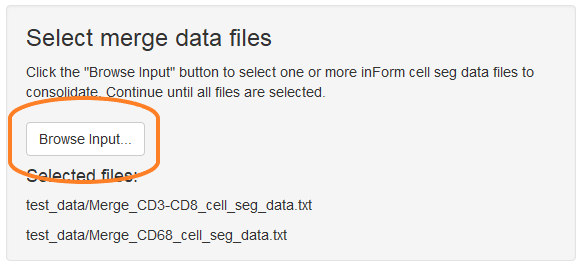 Select merge data files
Click the "Browse Input" button to select one or more inForm cell seg data files to
consolidate. Continue until all files are selected.
Browse Input...
Selected files:
test_data/Merge_CD3-CD8_cell_seg_data.txt
test_data/Merge_CD68_cell_seg_data.txt